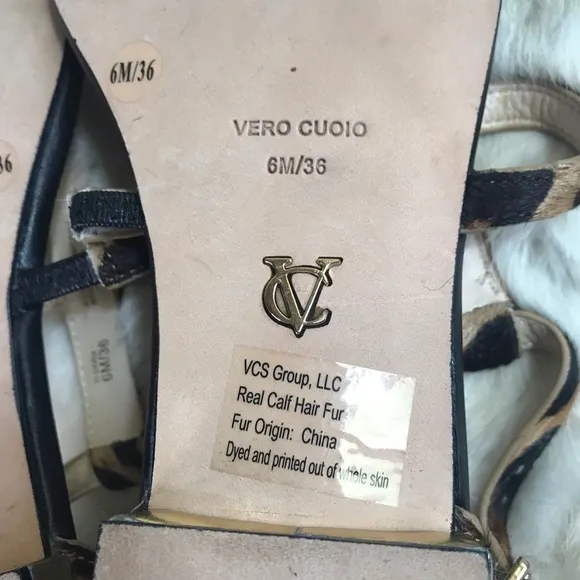 6M/36
36
VERO CUOIO
6M/36
6M/36
VC
VCS Group, LLC
Real Calf Hair Fur
Fur Origin: China
Dyed and printed out of whole skin